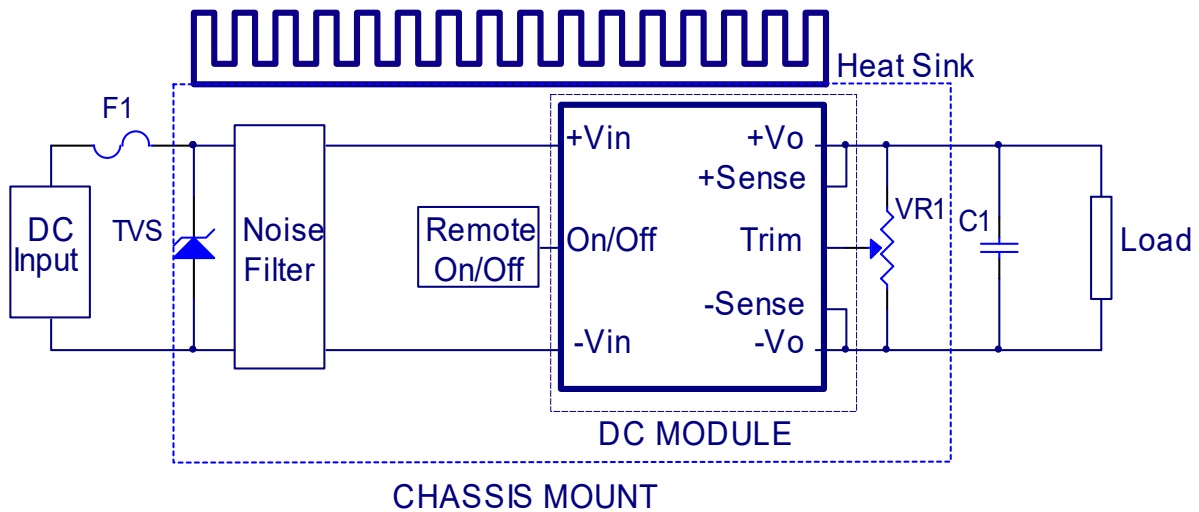 Heat Sink
F1
DC
Input
TVS
Noise
Filter
Remote
On/Off
+Vin
On/Off
-Vin
+Vo
+Sense
Trim
-Sense
-Vo
VR1
C1
Load
DC MODULE
CHASSIS MOUNT